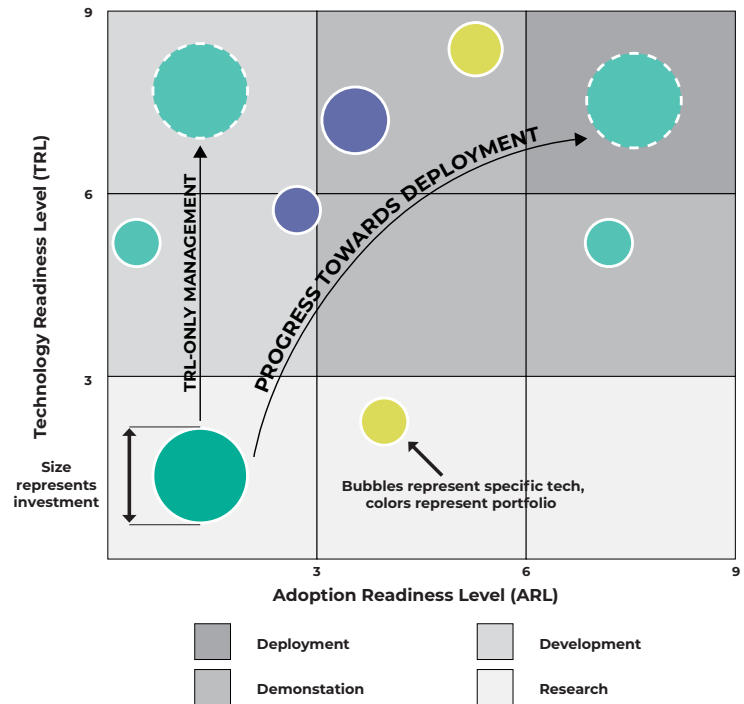 9
Technology Readiness Level (TRL)
6
3
TRL-ONLY MANAGEMENT
PROGRESS TOWARDS DEPLOYMENT
Size
represents
investment
Bubbles represent specific tech,
colors represent portfolio
3
6
9
Adoption Readiness Level (ARL)
Deployment
Development
Demonstation
Research